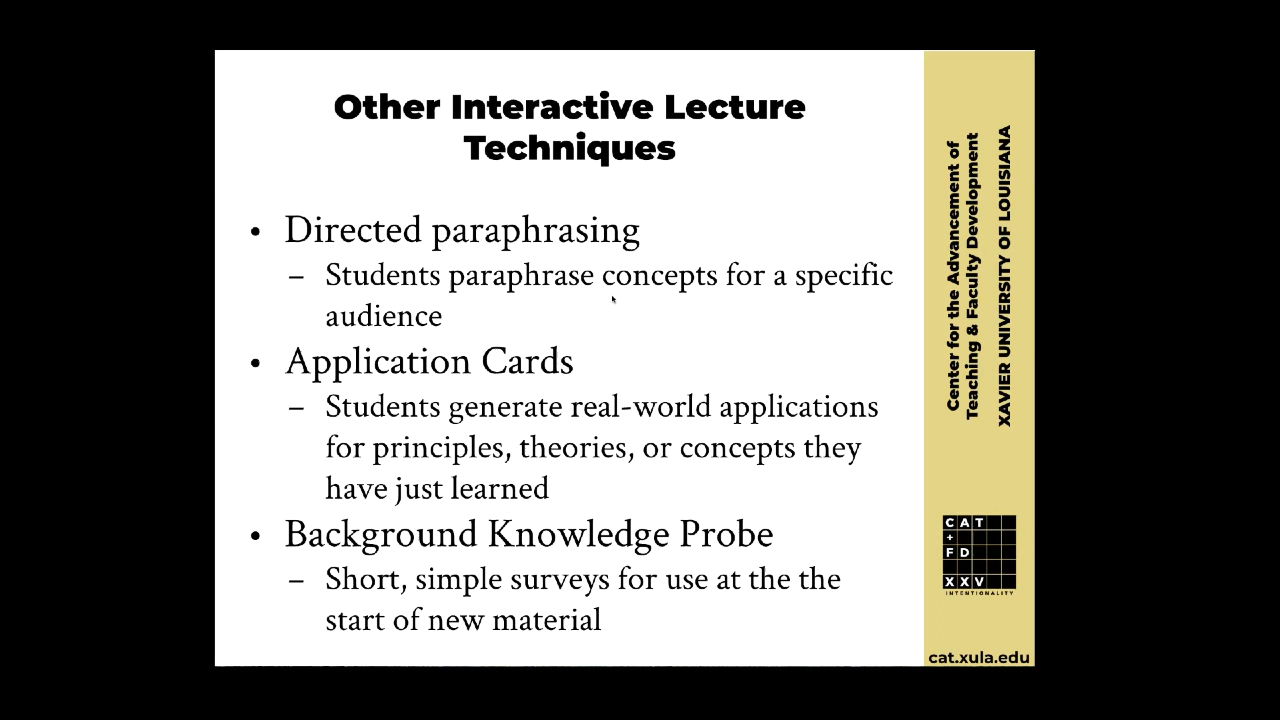 Other Interactive Lecture
Techniques
• Directed paraphrasing
– Students paraphrase concepts for a specific
audience
• Application Cards
– Students generate real-world applications
for principles, theories, or concepts they
have just learned
• Background Knowledge Probe
– Short, simple surveys for use at the the
start of new material
Center for the Advancement of
Teaching & Faculty Development
XAVIER UNIVERSITY OF LOUISIANA
CAT
+
FD
XXV
INTENTIONALITY
cat.xula.edu